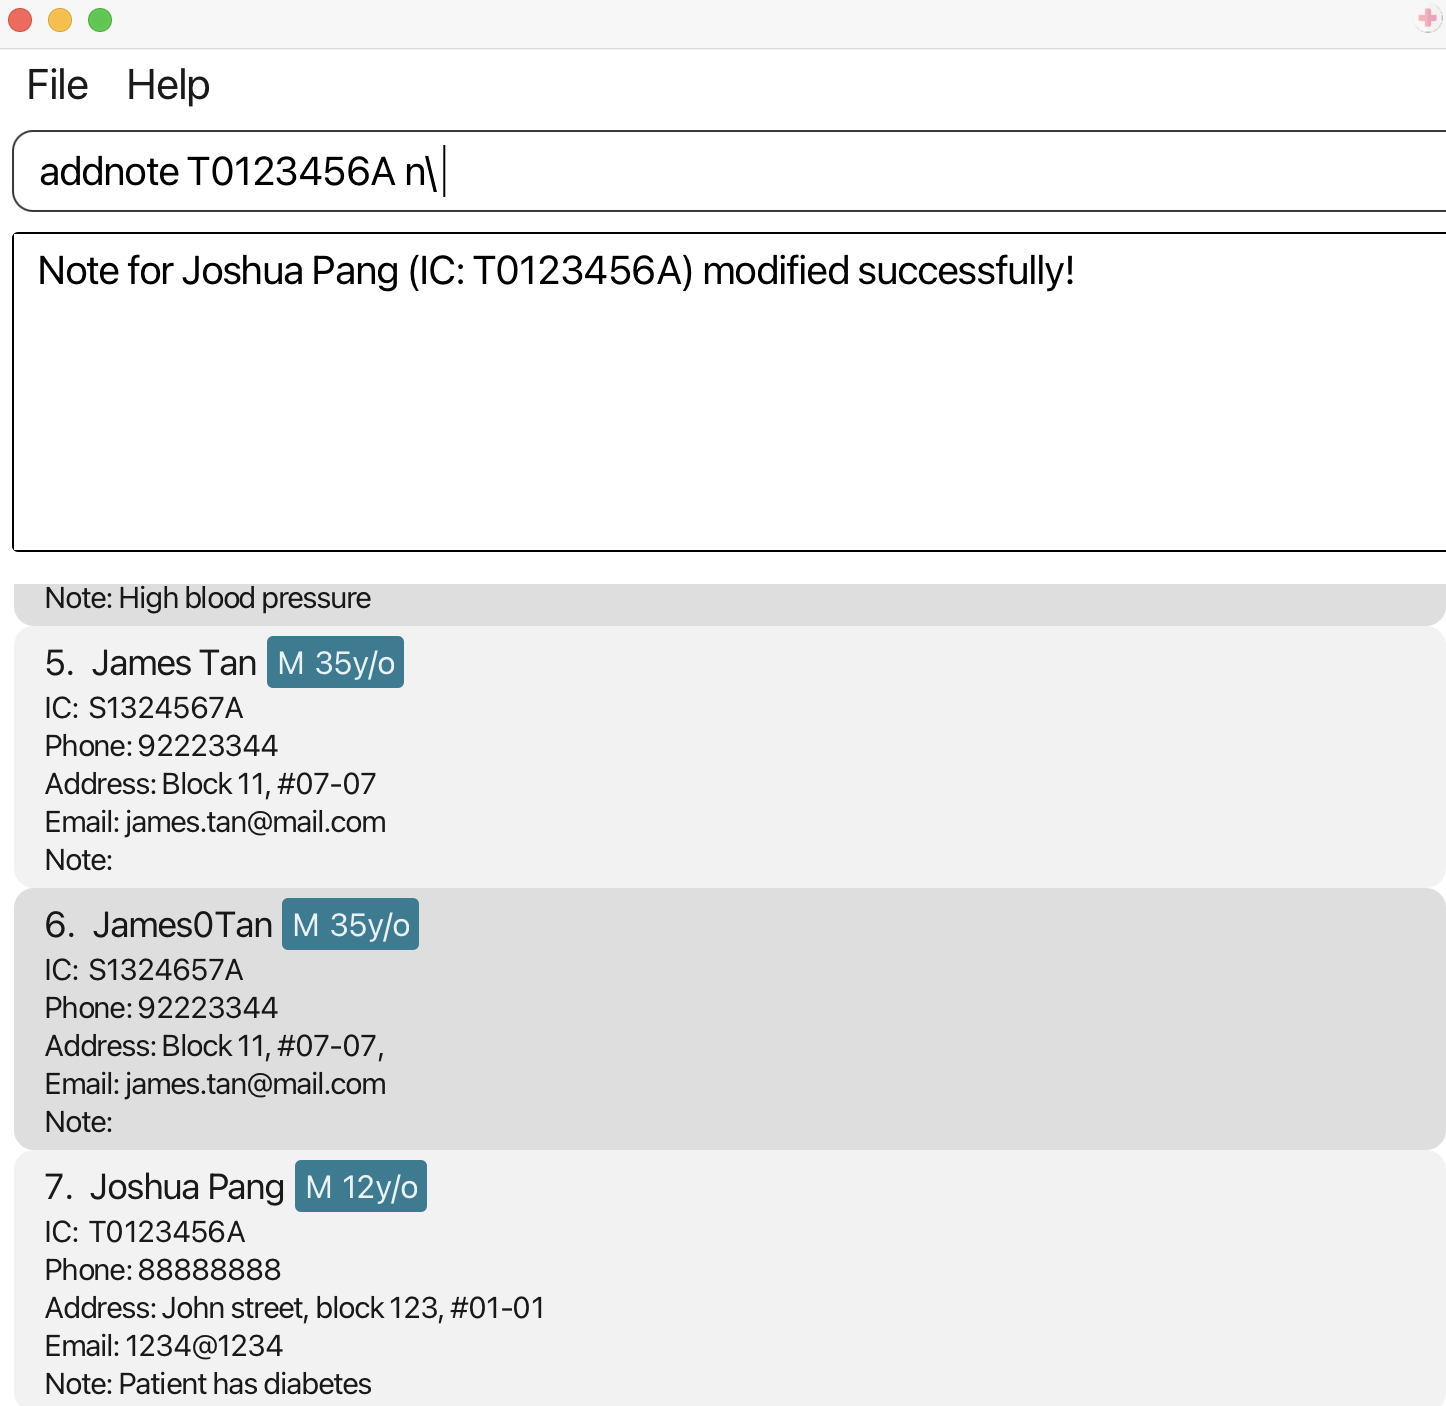 File Help
addnote T0123456A n\
Note for Joshua Pang (IC: T0123456A) modified successfully!
Note: High blood pressure
5. James Tan M 35y/o
IC: S1324567A
Phone: 92223344
Address: Block 11, #07-07
Email: james.tan@mail.com
Note:
6. James0Tan M 35y/o
IC: S1324657A
Phone: 92223344
Address: Block 11, #07-07,
Email: james.tan@mail.com
Note:
7. Joshua Pang M 12y/o
IC: T0123456A
Phone: 88888888
Address: John street, block 123, #01-01
Email: 1234@1234
Note: Patient has diabetes